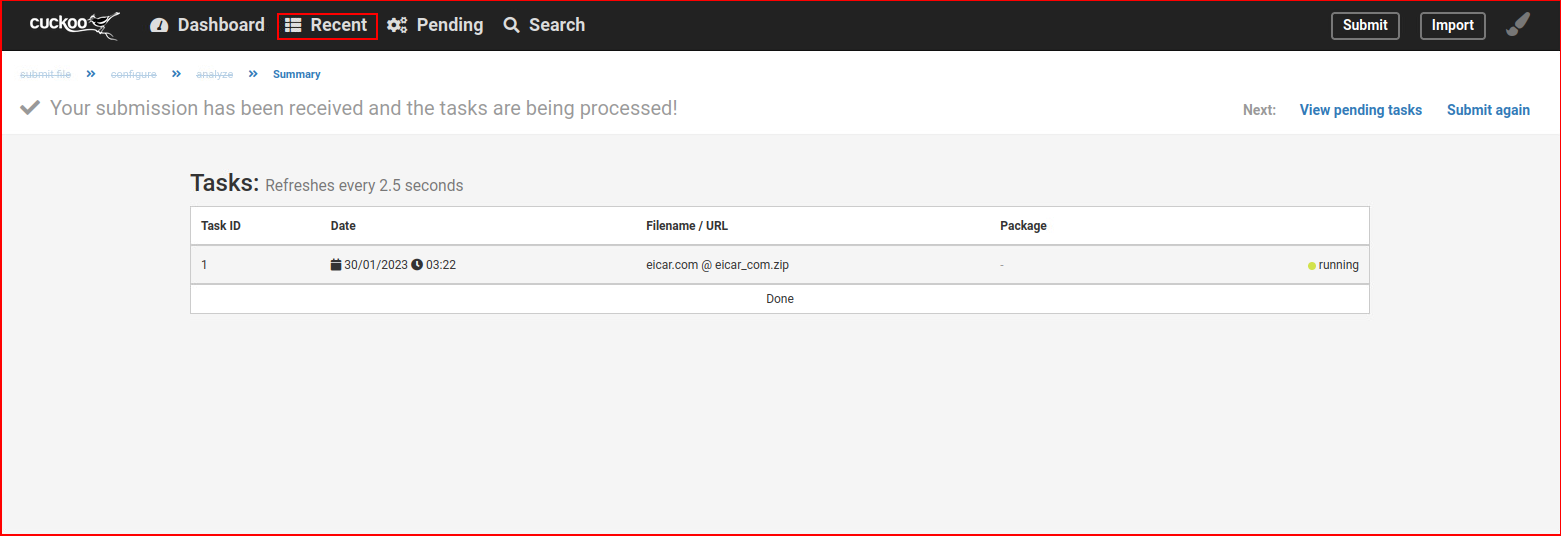 cuckoo Dashboard Recent Pending Search Submit Import
submit file » configure » analyze » Summary
Your submission has been received and the tasks are being processed! Next: View pending tasks Submit again
Tasks: Refreshes every 2.5 seconds
Task ID Date Filename / URL Package
1 30/01/2023 03:22 eicar.com @ eicar_com.zip - running
Done